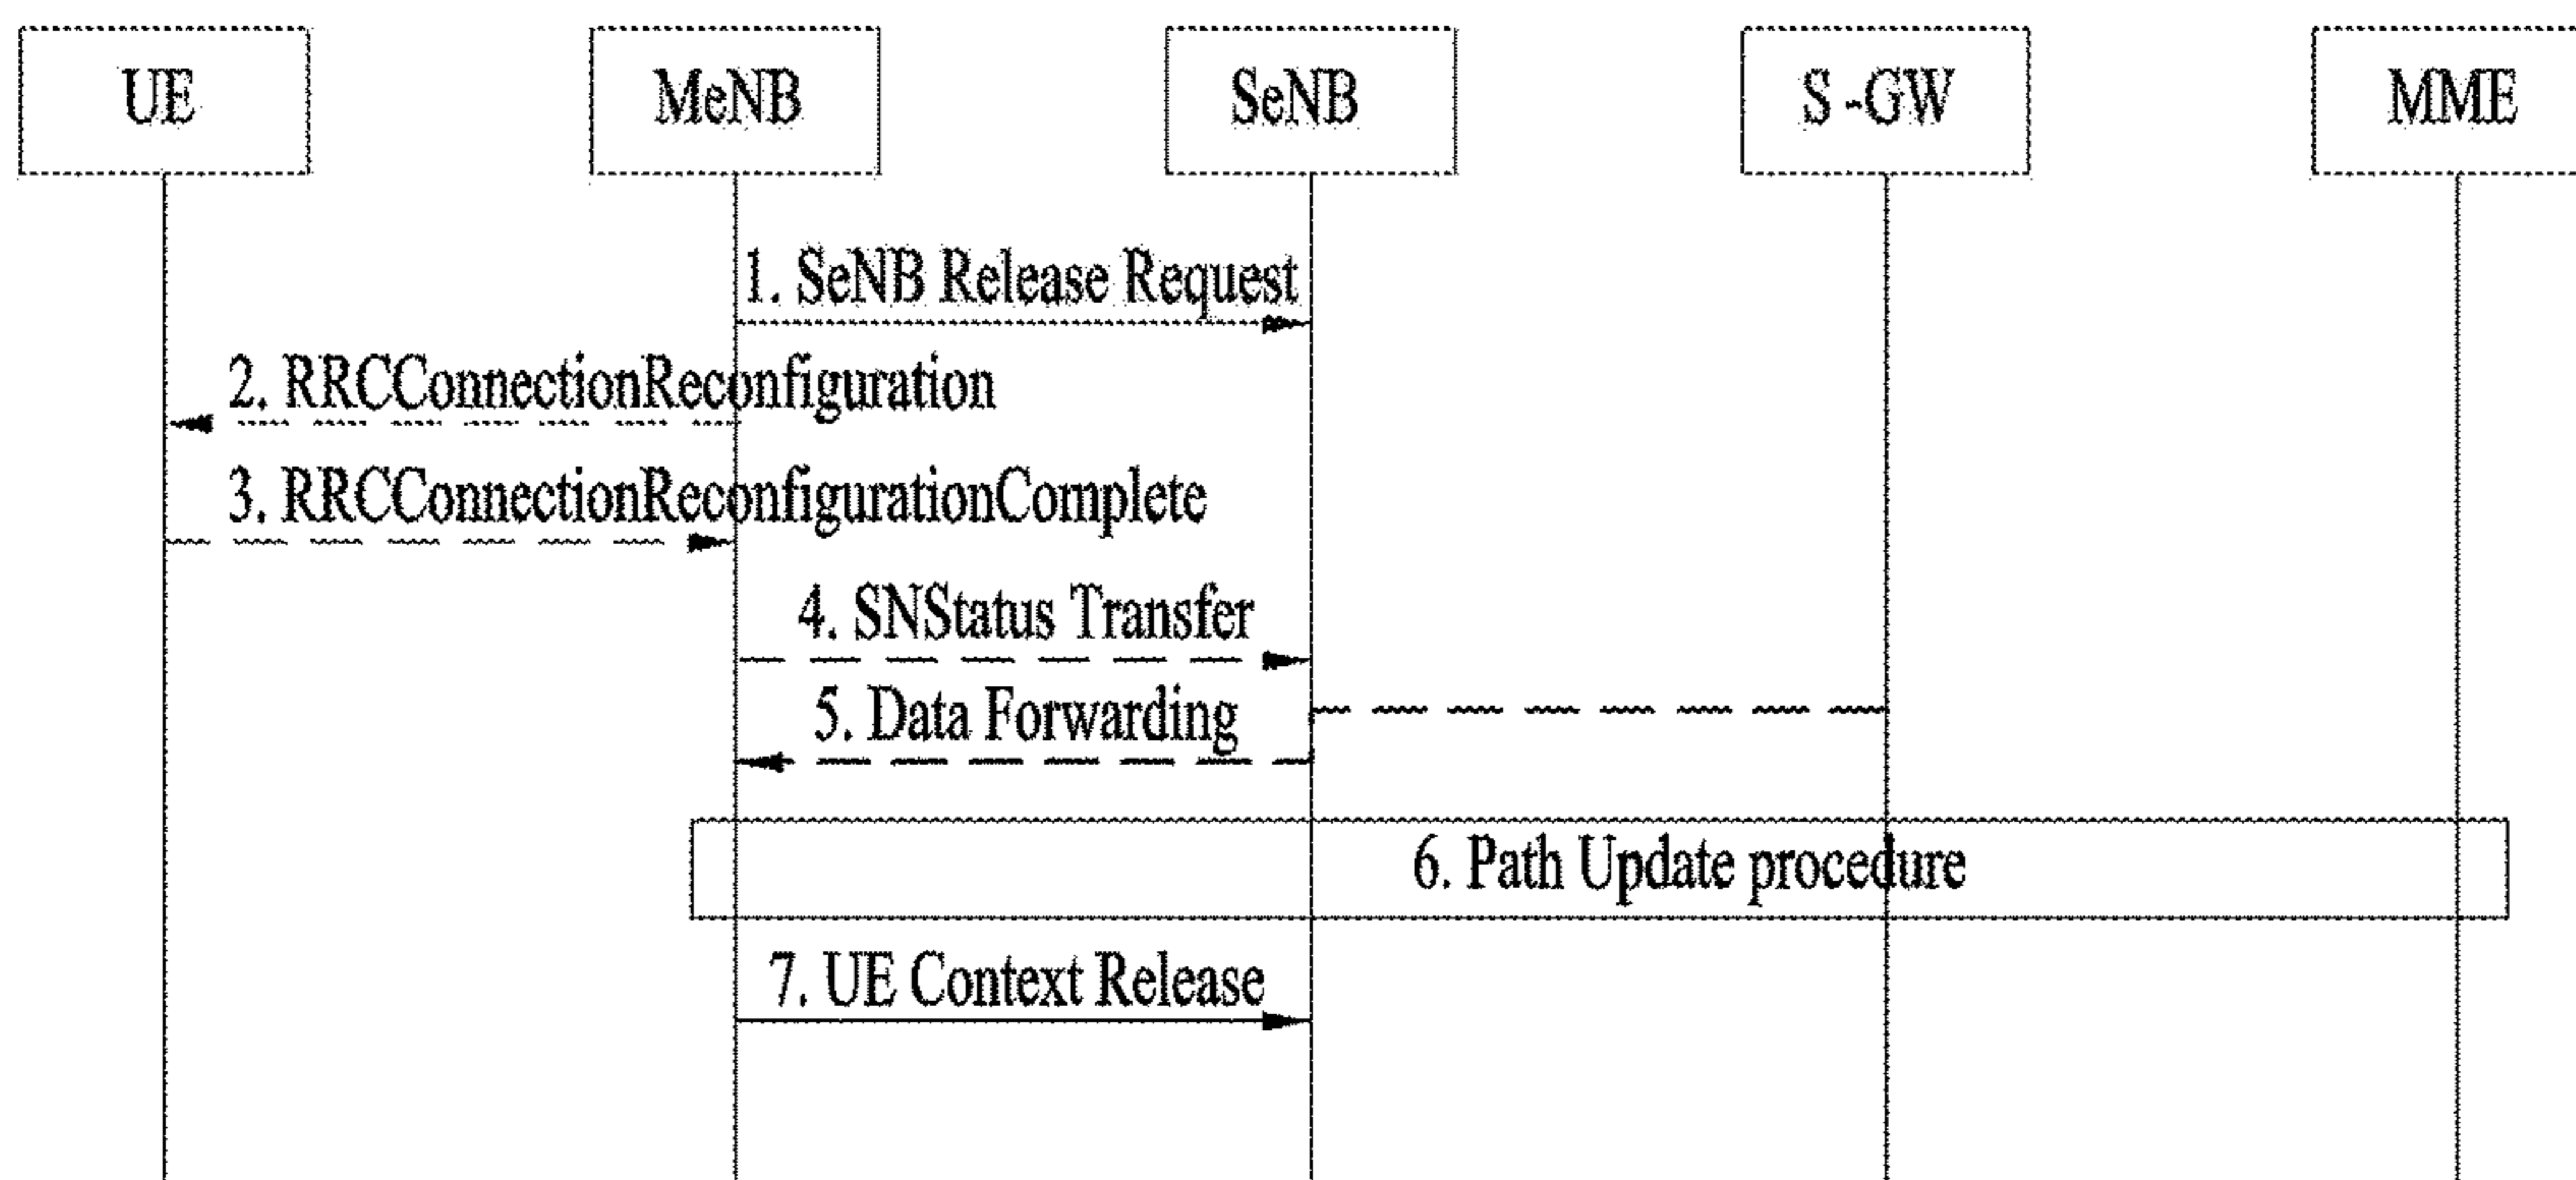 UE
MeNB
SeNB
S -GW
MME
1. SeNB Release Request
2. RRCConnectionReconfiguration
3. RRCConnectionReconfigurationComplete
4. SNStatus Transfer
5. Data Forwarding
6. Path Update procedure
7. UE Context Release